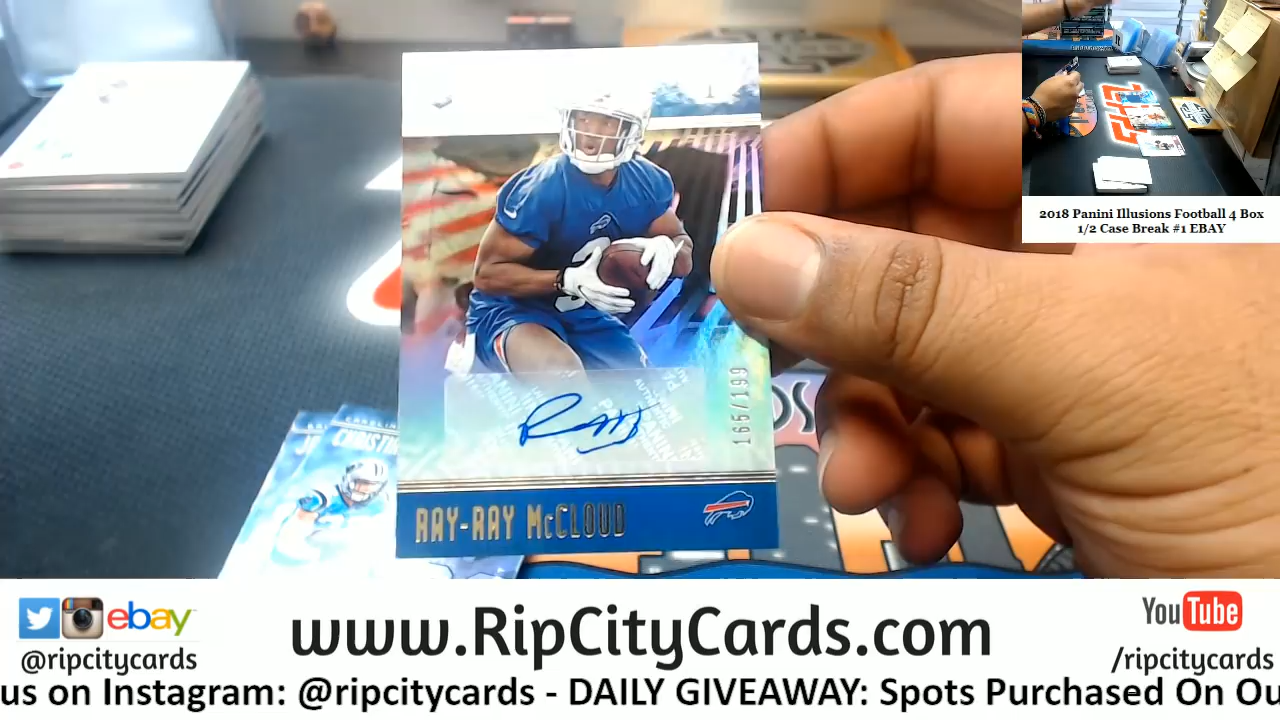 165/199
RAY-RAY McCLOUD
2018 Panini Illusions Football 4 Box
1/2 Case Break #1 EBAY
ebay
@ripcitycards
www.RipCityCards.com
YouTube
/ripcitycards
us on Instagram: @ripcitycards - DAILY GIVEAWAY: Spots Purchased On Ou